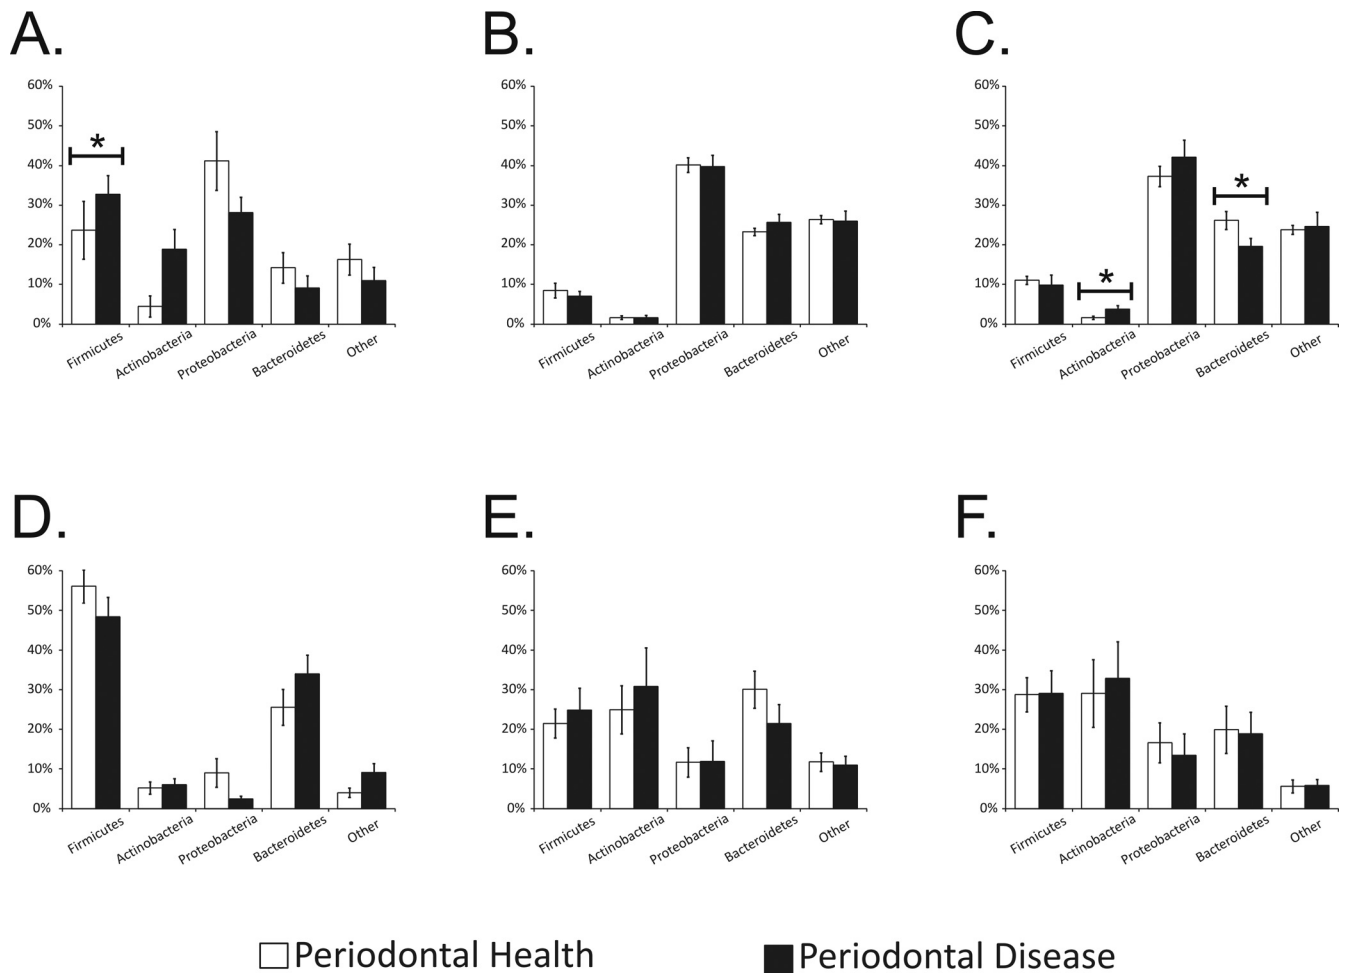 A.
60%
50%
40%
30%
20%
10%
0%
*
Firmicutes
Actinobacteria
Proteobacteria
Bacteroidetes
Other
B.
60%
50%
40%
30%
20%
10%
0%
Firmicutes
Actinobacteria
Proteobacteria
Bacteroidetes
Other
C.
60%
50%
40%
30%
20%
10%
0%
*
*
Firmicutes
Actinobacteria
Proteobacteria
Bacteroidetes
Other
D.
60%
50%
40%
30%
20%
10%
0%
Firmicutes
Actinobacteria
Proteobacteria
Bacteroidetes
Other
E.
60%
50%
40%
30%
20%
10%
0%
Firmicutes
Actinobacteria
Proteobacteria
Bacteroidetes
Other
F.
60%
50%
40%
30%
20%
10%
0%
Firmicutes
Actinobacteria
Proteobacteria
Bacteroidetes
Other
Periodontal Health
Periodontal Disease